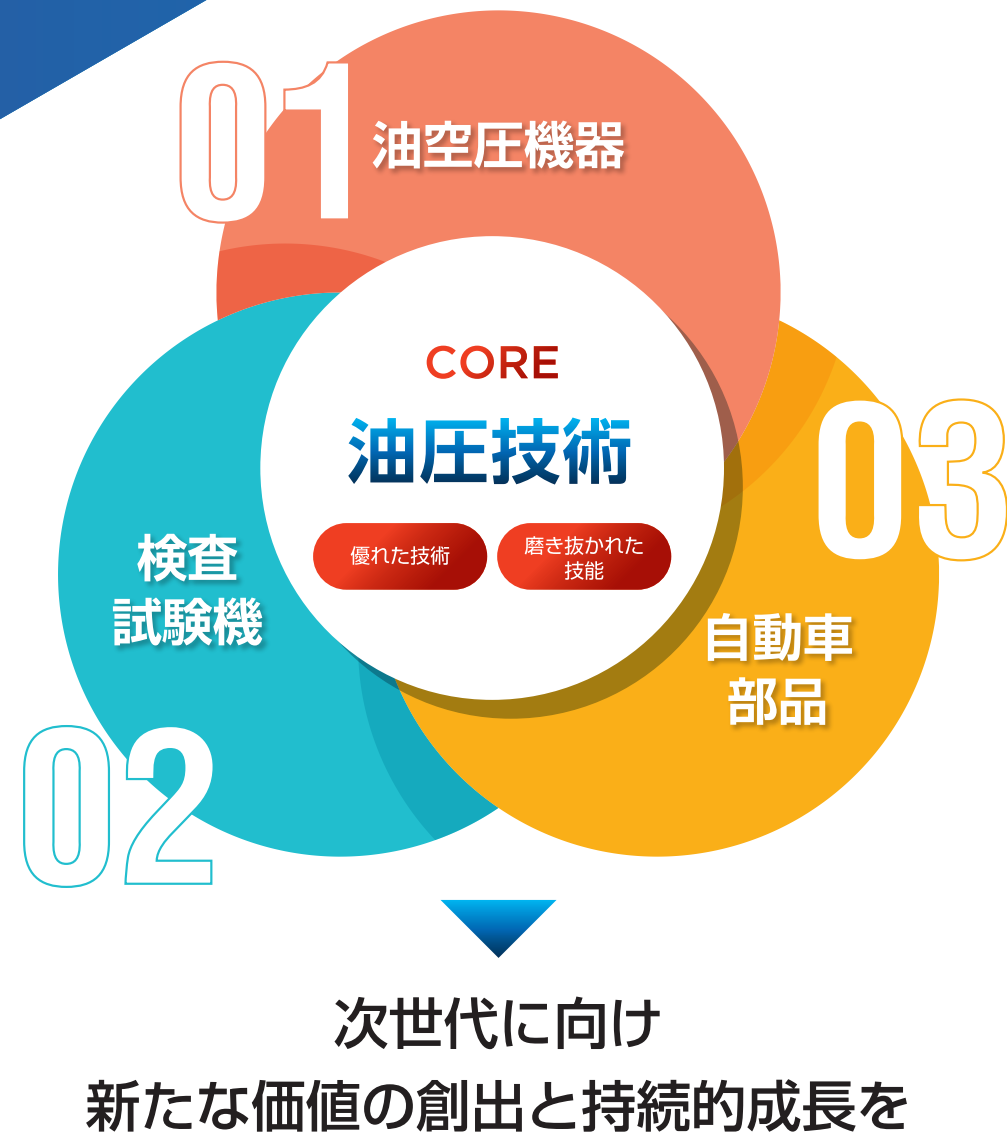 01
油空圧機器
CORE
油圧技術
優れた技術
磨き抜かれた
技能
検査
試験機
02
03
自動車
部品
次世代に向け
新たな価値の創出と持続的成長を